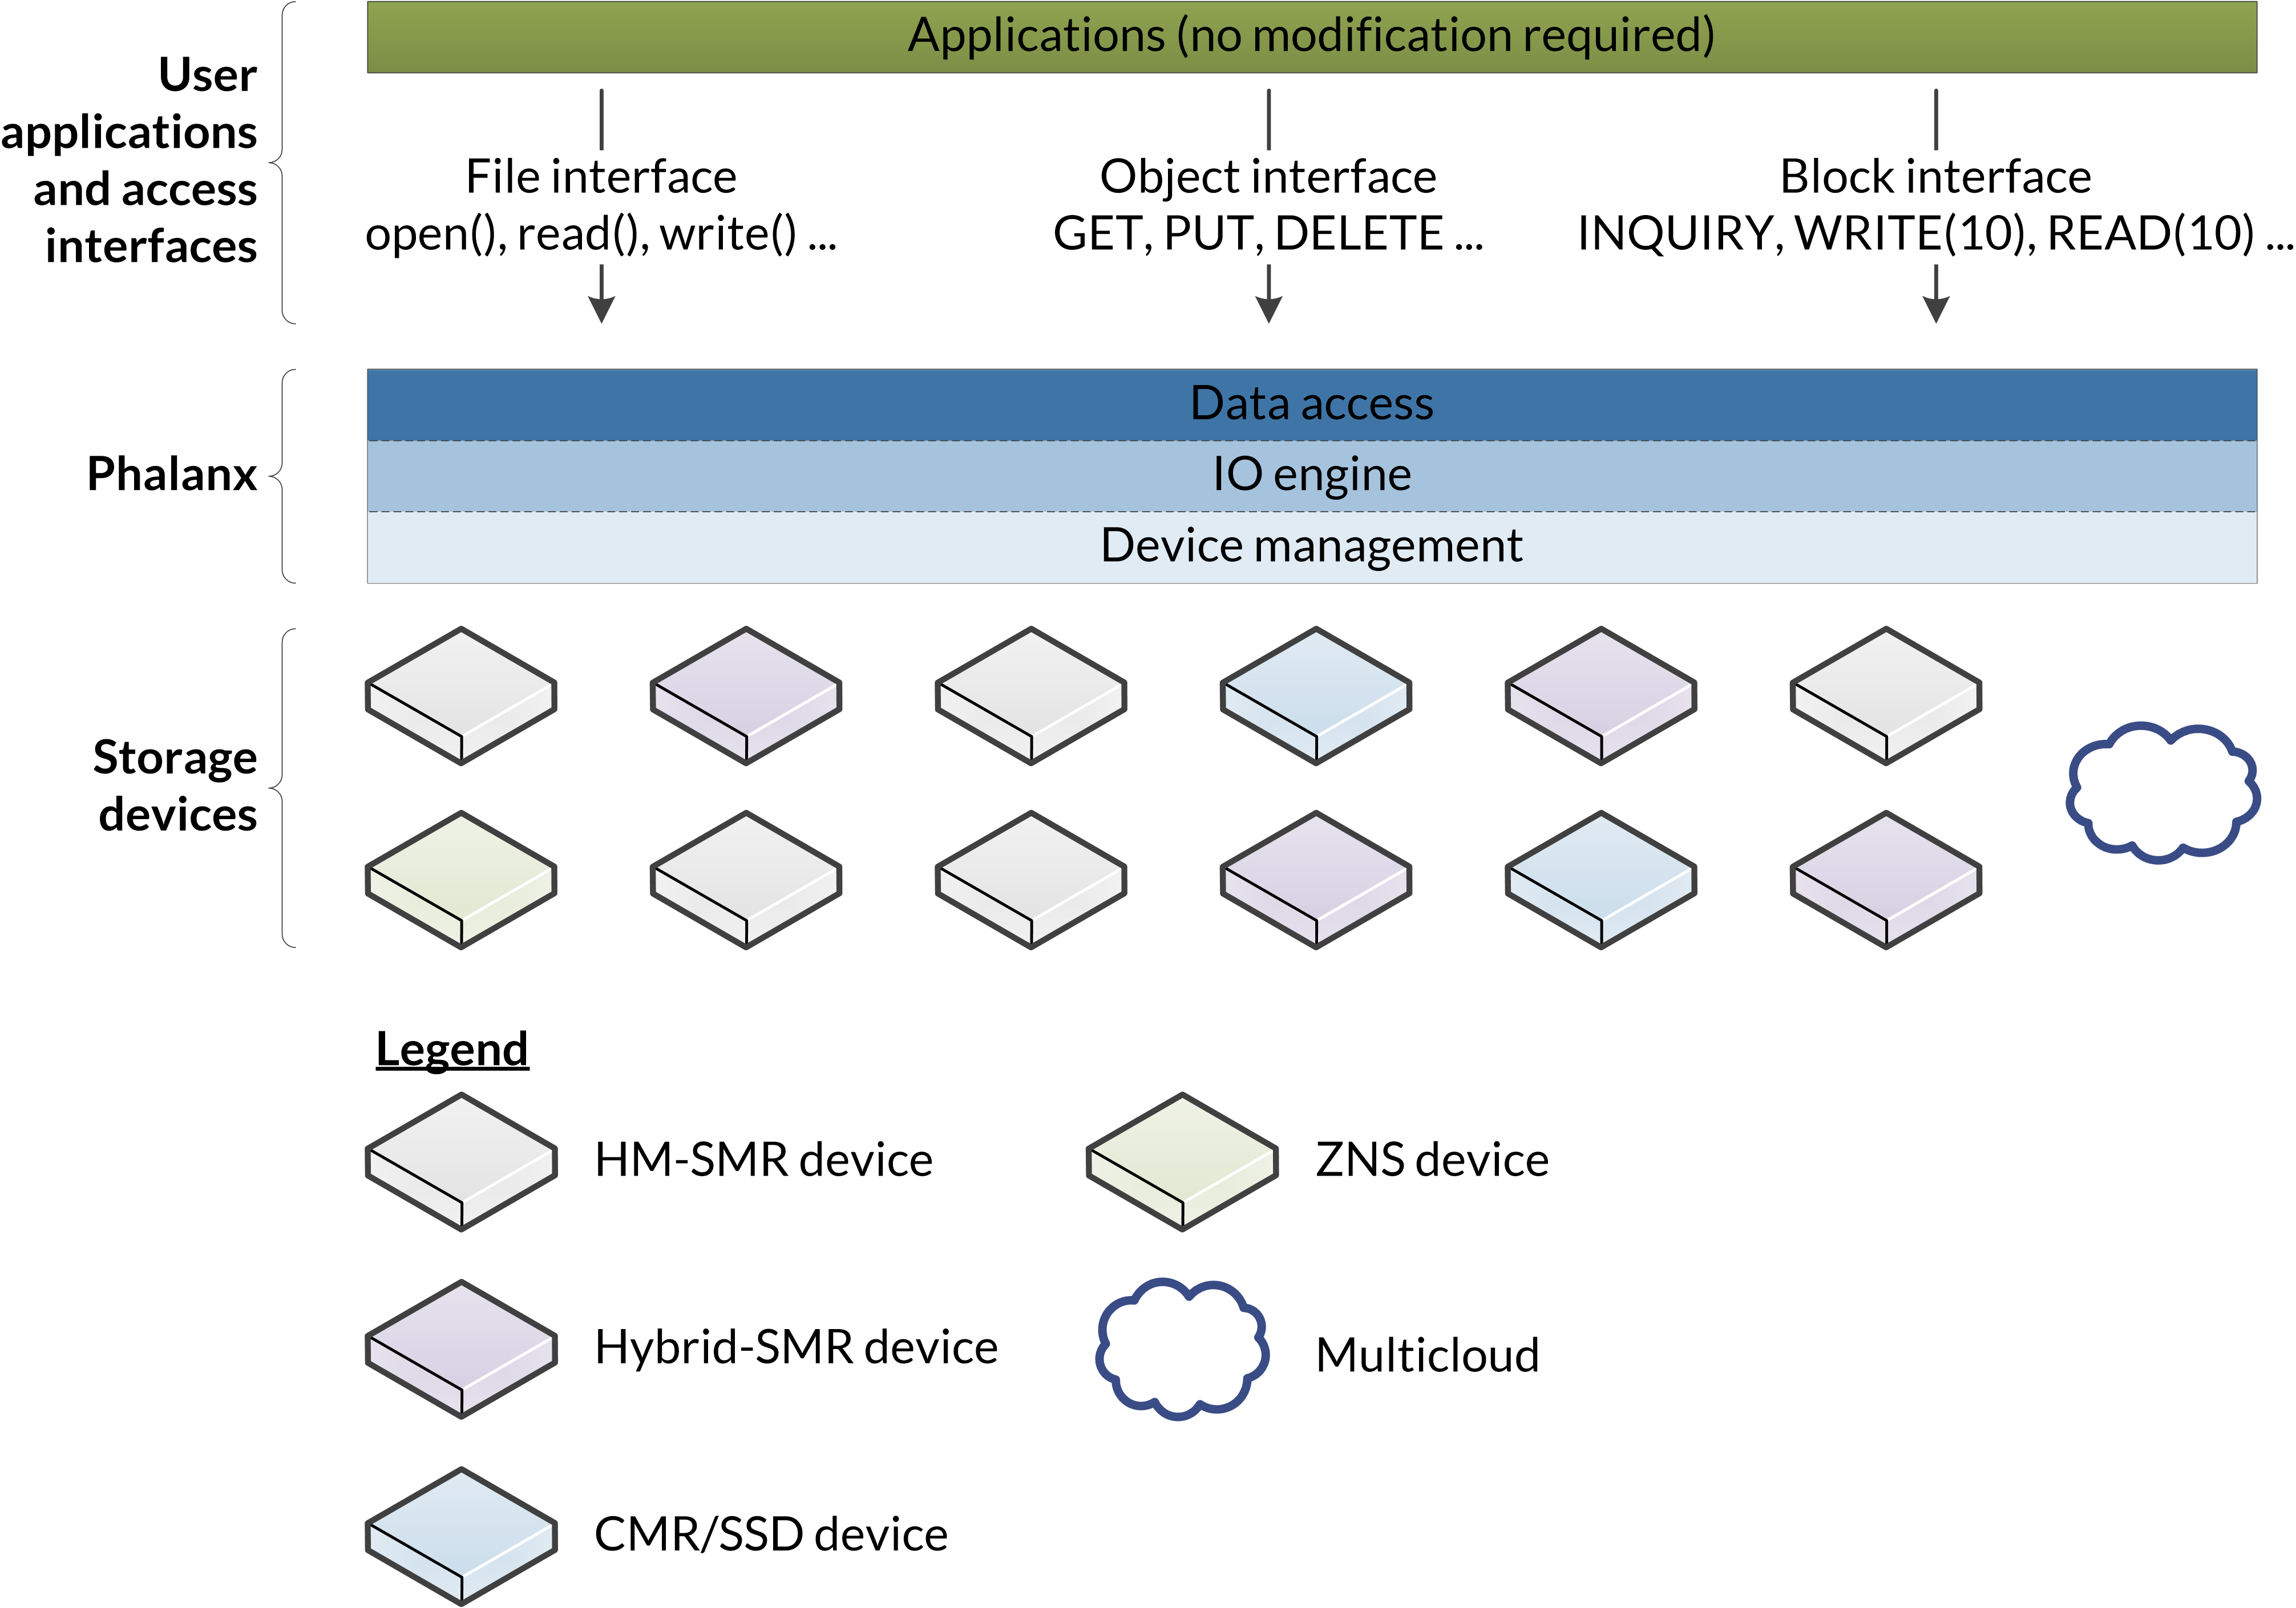 Applications (no modification required)
User
applications
and access
interfaces
File interface
open(), read(), write() ...
Object interface
GET, PUT, DELETE ...
Block interface
INQUIRY, WRITE(10), READ(10) ...
Phalanx
Data access
IO engine
Device management
Storage
devices
Legend
HM-SMR device
ZNS device
Hybrid-SMR device
Multicloud
CMR/SSD device